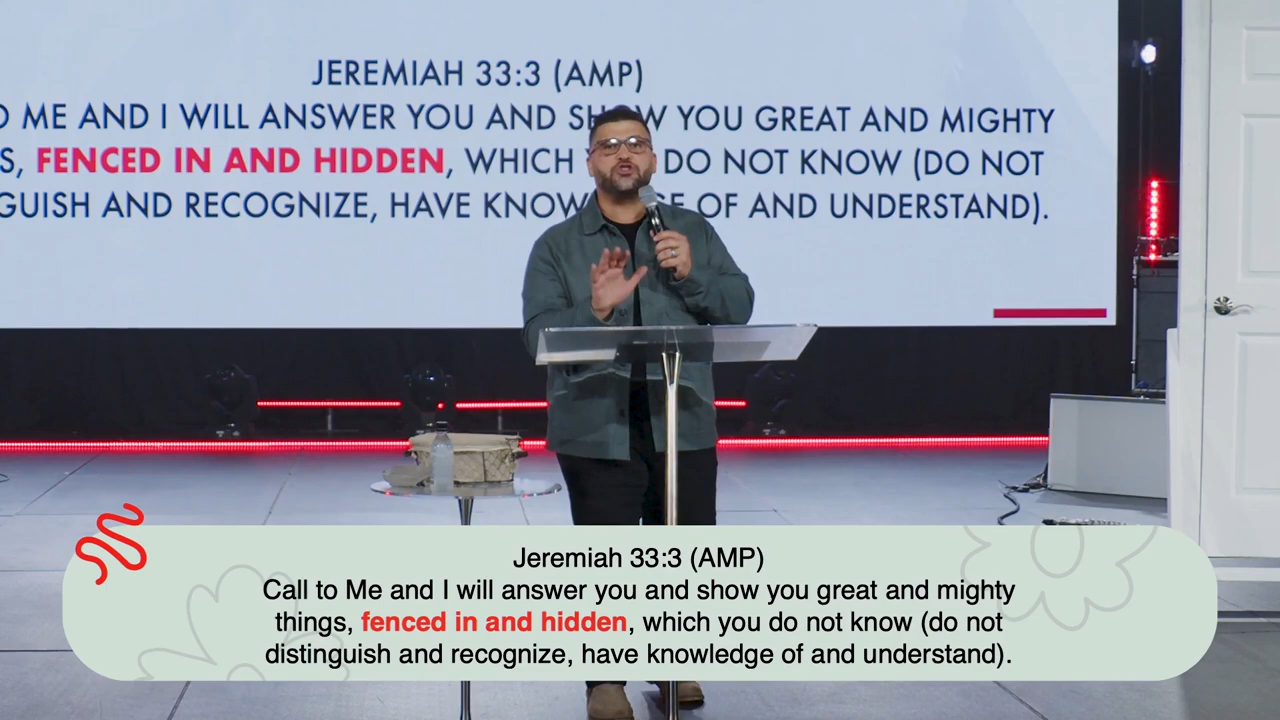 JEREMIAH 33:3 (AMP)
ME AND I WILL ANSWER YOU AND SHOW YOU GREAT AND MIGHTY
FENCED IN AND HIDDEN, WHICH DO NOT KNOW (DO NOT
AND RECOGNIZE, HAVE OF AND UNDERSTAND).
Jeremiah 33:3 (AMP)
Call to Me and I will answer you and show you great and mighty
things, fenced in and hidden, which you do not know (do not
distinguish and recognize, have knowledge of and understand).